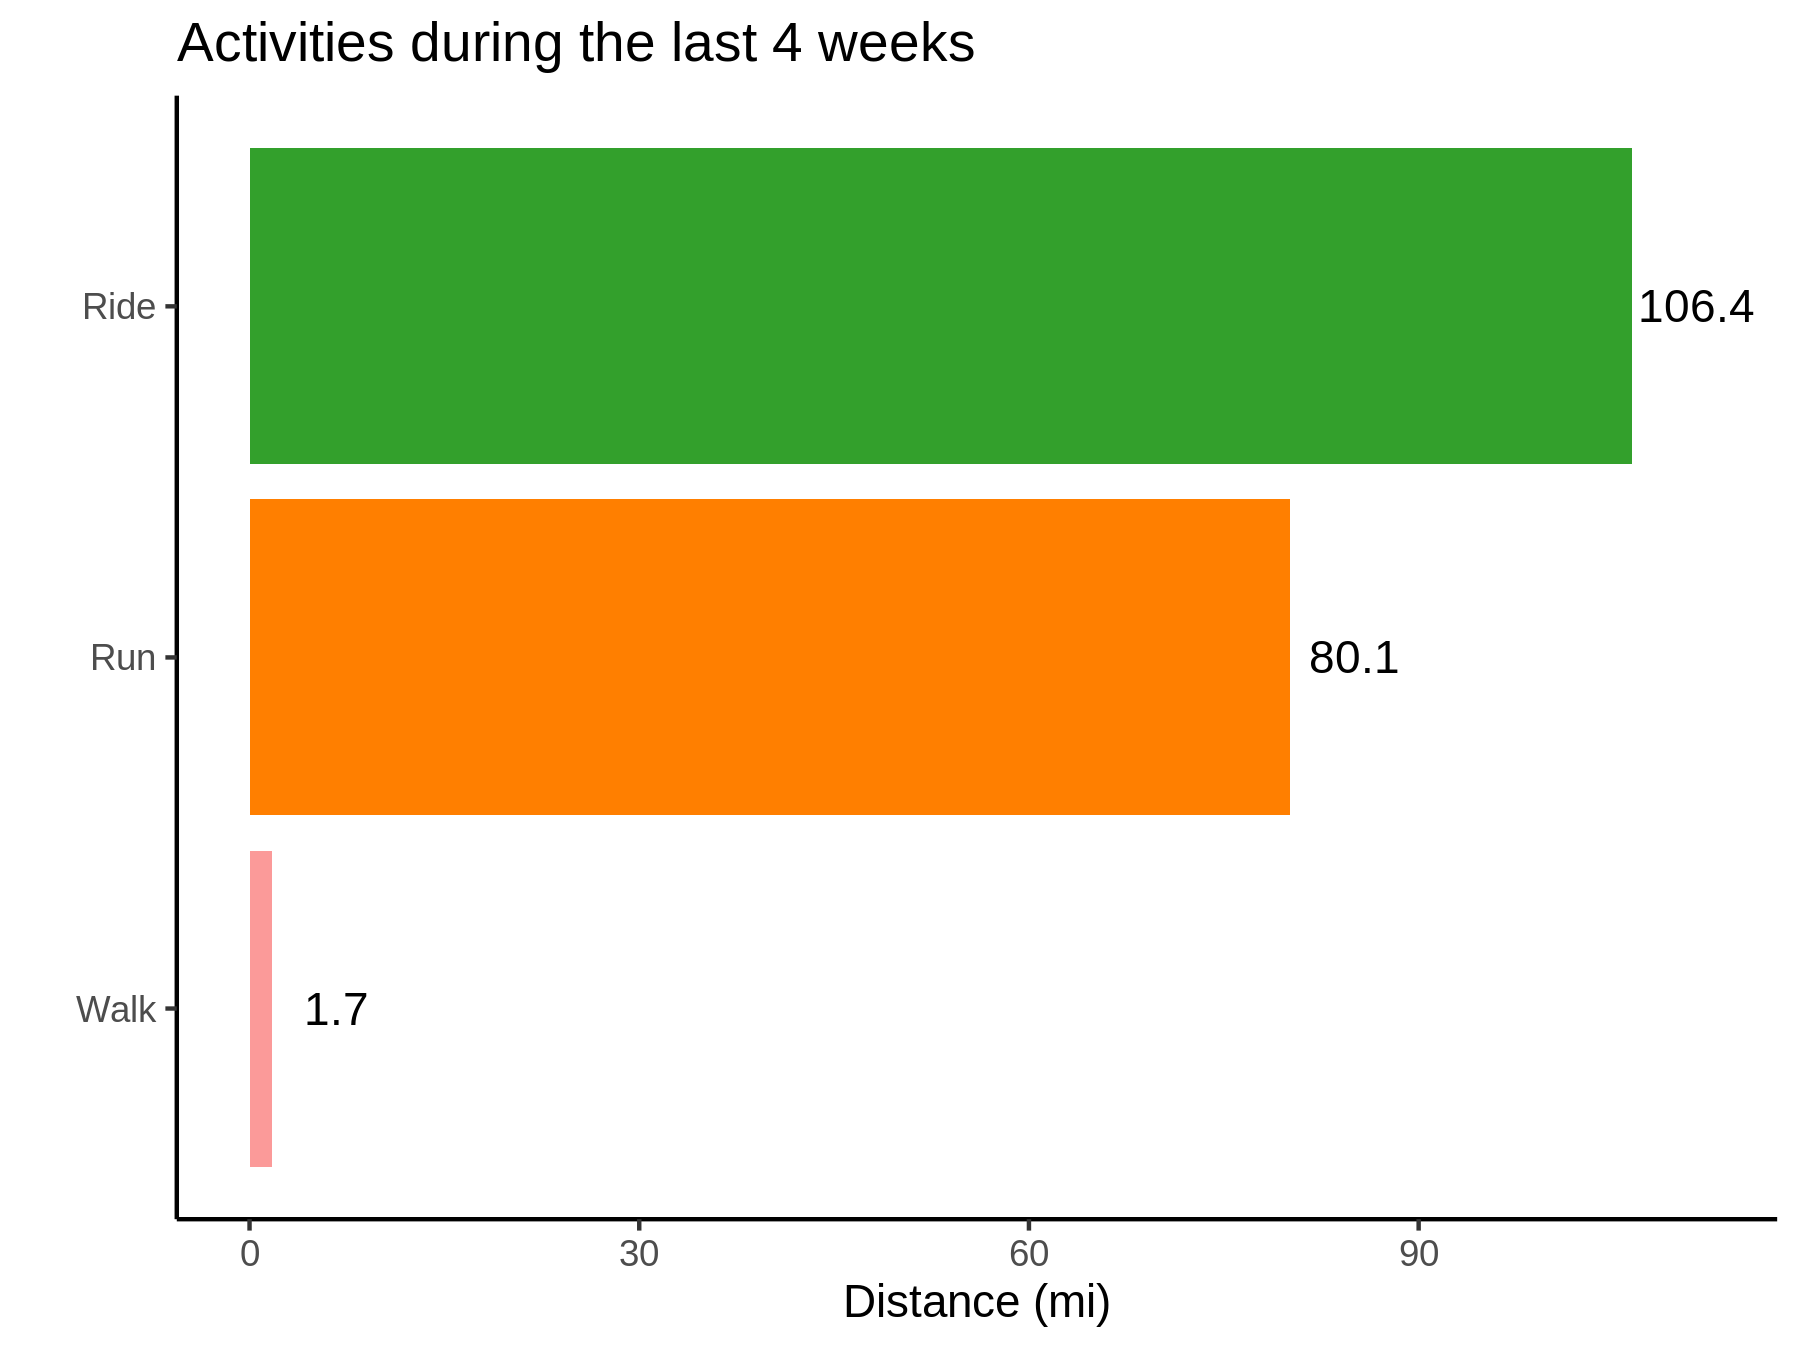 Activities during the last 4 weeks
Ride
106.4
Run
80.1
Walk
1.7
0 30 60 90
Distance (mi)